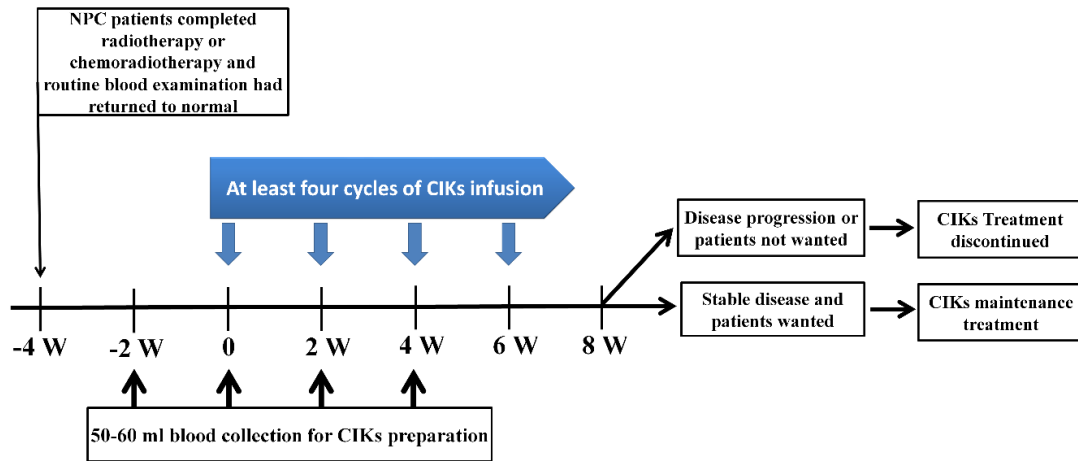 NPC patients completed
radiotherapy or
chemoradiotherapy and
routine blood examination had
returned to normal
At least four cycles of CIKs infusion
Disease progression or
patients not wanted
CIKs Treatment
discontinued
Stable disease and
patients wanted
CIKs maintenance
treatment
-4 W -2 W 0 2 W 4 W 6 W 8 W
50-60 ml blood collection for CIKs preparation